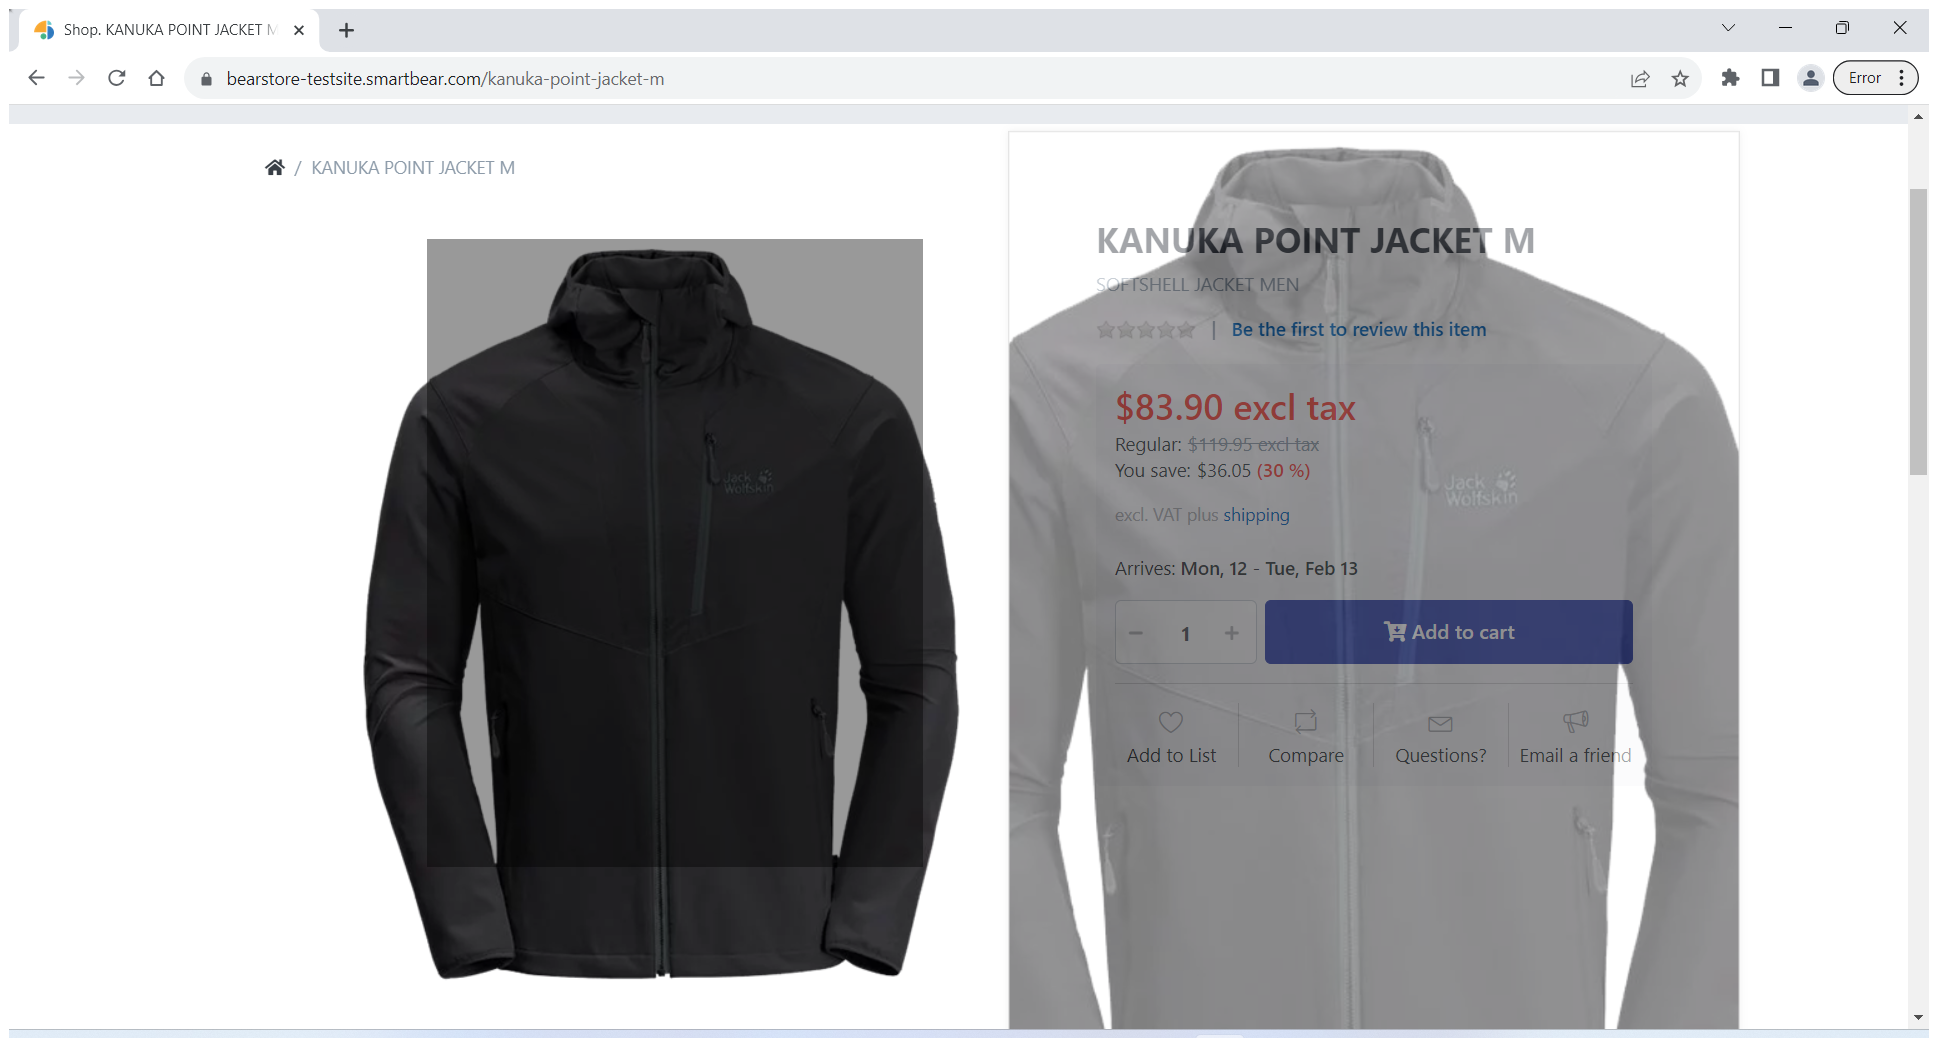 Shop. KANUKA POINT JACKET M
bearstore-testsite.smartbear.com/kanuka-point-jacket-m
Error
/ KANUKA POINT JACKET M
Jack
Wolfskin
KANUKA POINT JACKET M
SOFTSHELL JACKET MEN
| Be the first to review this item
$83.90 excl tax
Regular: $119.95 excl tax
You save: $36.05 (30 %)
Jack
Wolfskin
excl. VAT plus shipping
Arrives: Mon, 12 - Tue, Feb 13
− 1 +
Add to cart
Add to List
Compare
Questions?
Email a friend